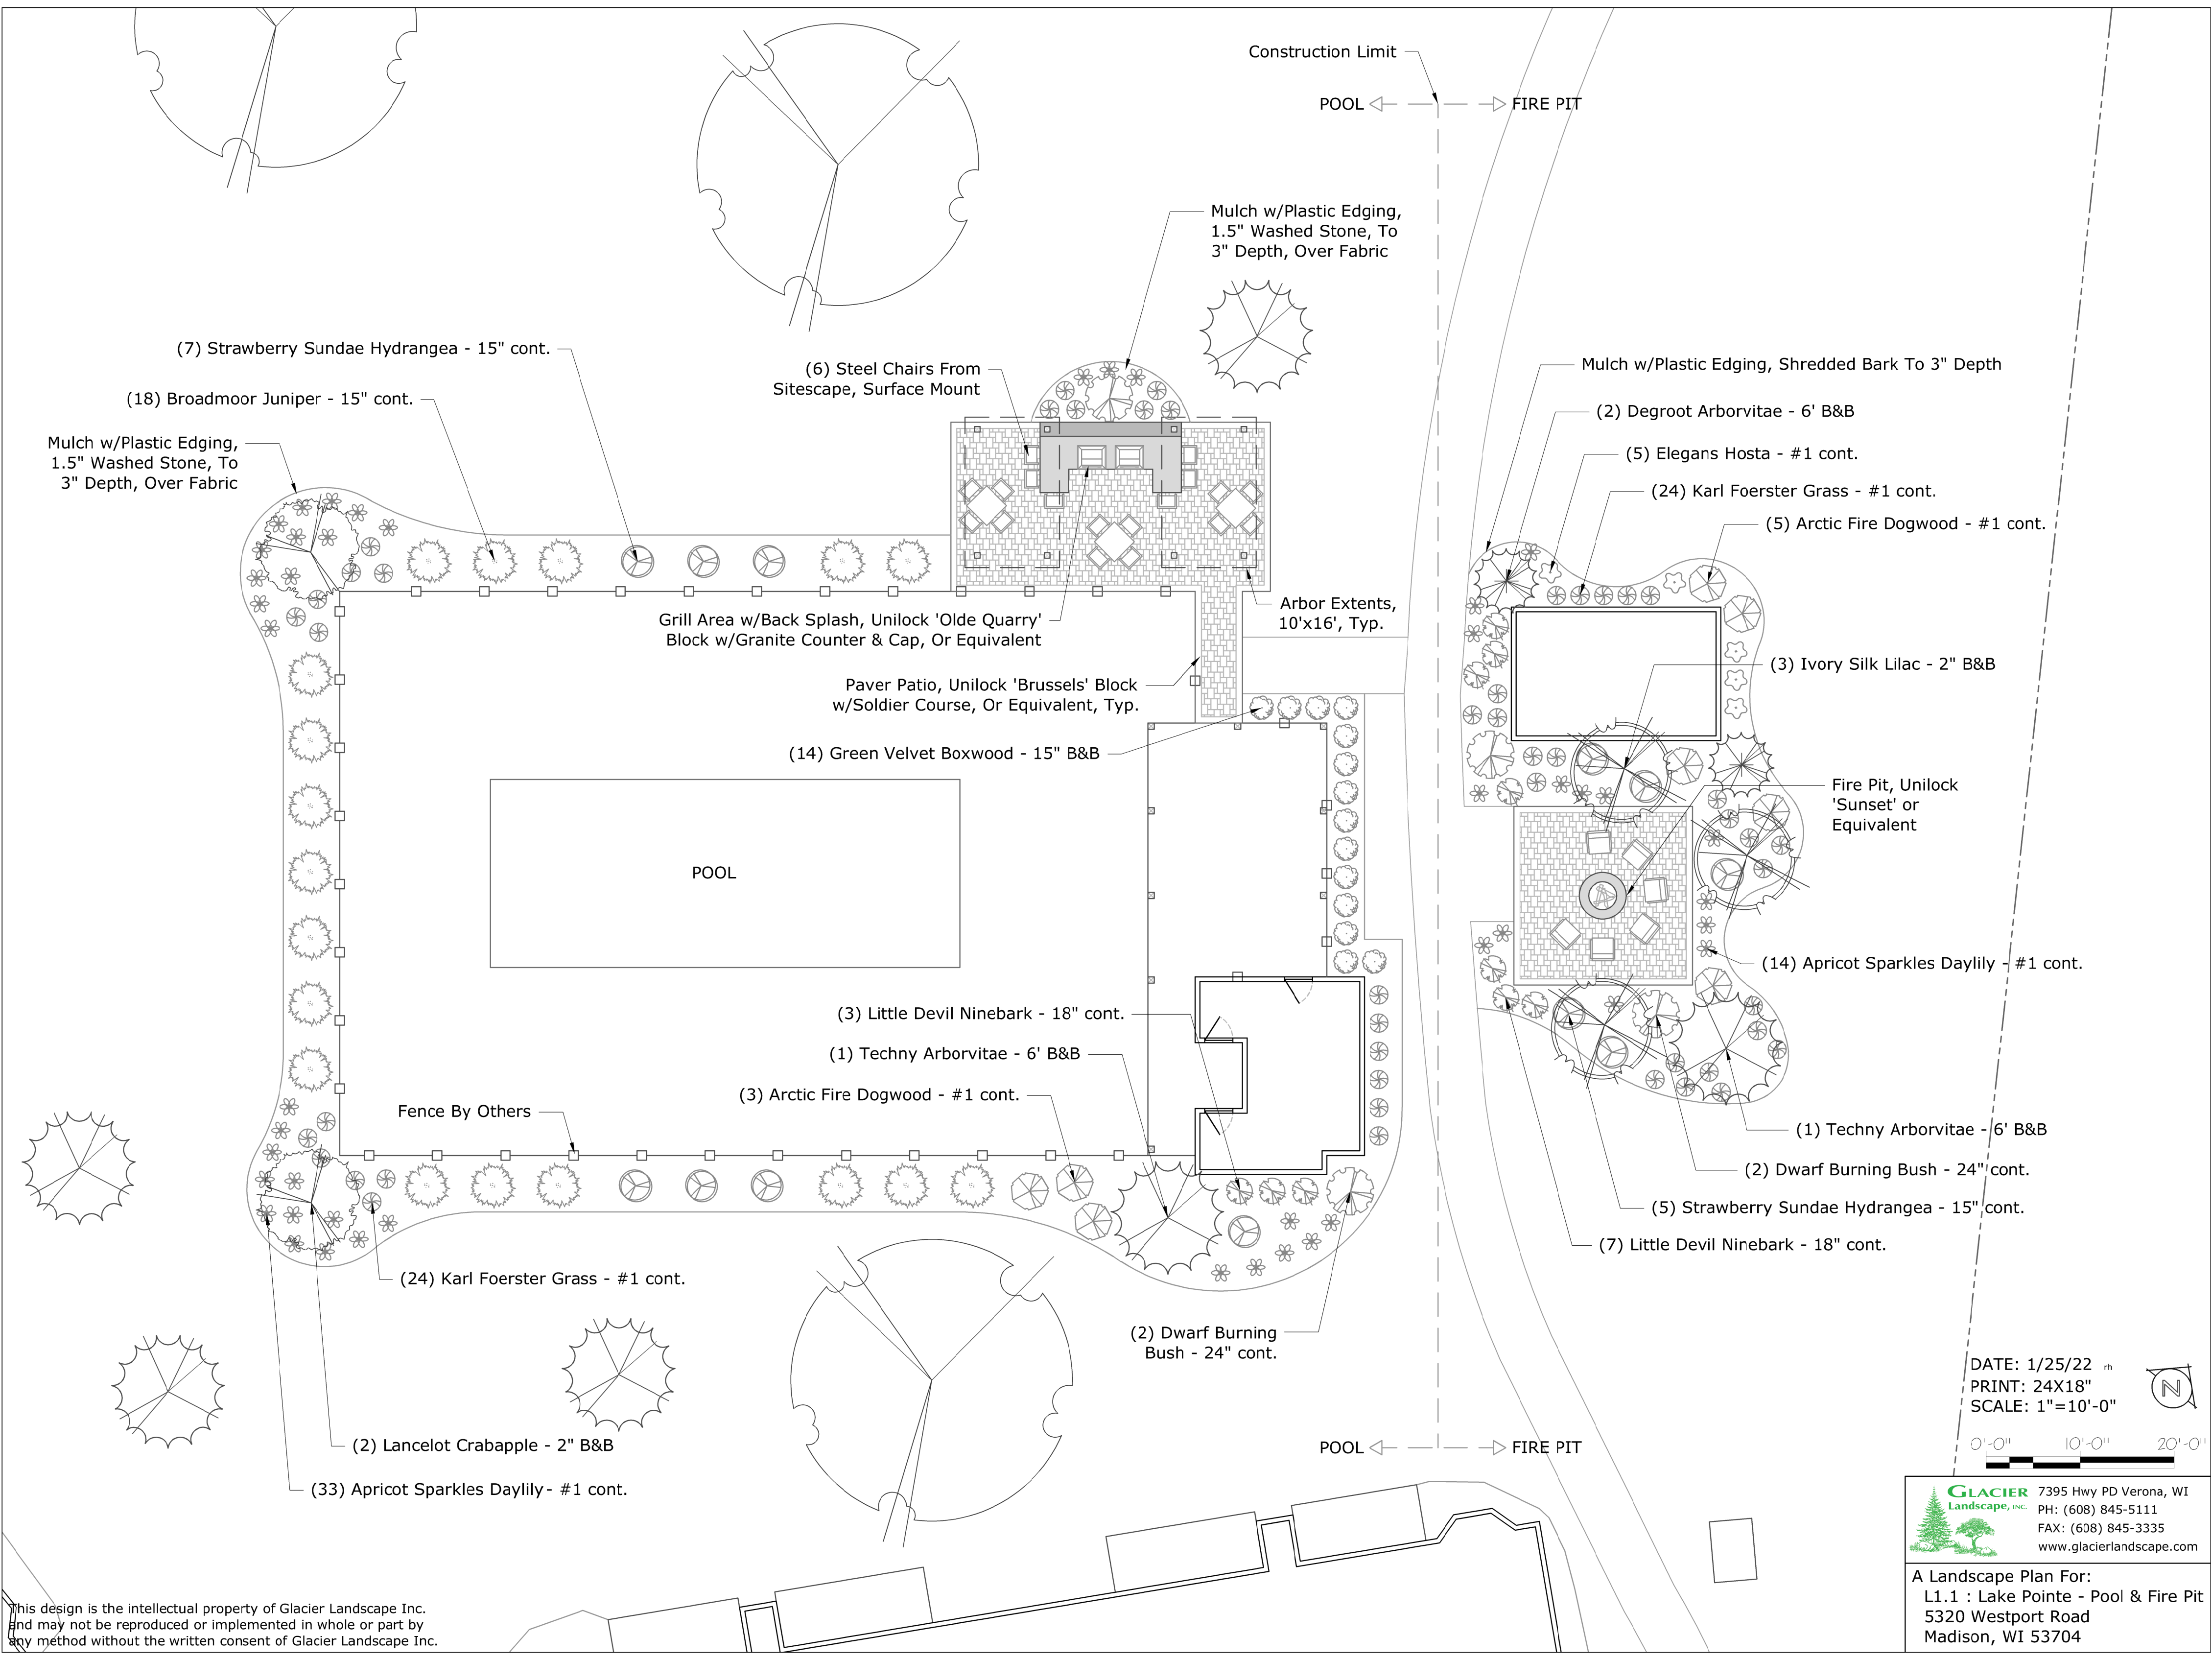 Construction Limit
POOL
FIRE PIT
Mulch w/Plastic Edging,
1.5" Washed Stone, To
3" Depth, Over Fabric
(7) Strawberry Sundae Hydrangea - 15" cont.
(18) Broadmoor Juniper - 15" cont.
Mulch w/Plastic Edging,
1.5" Washed Stone, To
3" Depth, Over Fabric
(6) Steel Chairs From
Sitescape, Surface Mount
Mulch w/Plastic Edging, Shredded Bark To 3" Depth
(2) Degroot Arborvitae - 6' B&B
(5) Elegans Hosta - #1 cont.
(24) Karl Foerster Grass - #1 cont.
(5) Arctic Fire Dogwood - #1 cont.
Grill Area w/Back Splash, Unilock 'Olde Quarry'
Block w/Granite Counter & Cap, Or Equivalent
Arbor Extents,
10'x16', Typ.
Paver Patio, Unilock 'Brussels' Block
w/Soldier Course, Or Equivalent, Typ.
(14) Green Velvet Boxwood - 15" B&B
(3) Ivory Silk Lilac - 2" B&B
Fire Pit, Unilock
'Sunset' or
Equivalent
POOL
(14) Apricot Sparkles Daylily - #1 cont.
(3) Little Devil Ninebark - 18" cont.
(1) Techny Arborvitae - 6' B&B
(3) Arctic Fire Dogwood - #1 cont.
Fence By Others
(1) Techny Arborvitae - 6' B&B
(2) Dwarf Burning Bush - 24" cont.
(5) Strawberry Sundae Hydrangea - 15" cont.
(7) Little Devil Ninebark - 18" cont.
(24) Karl Foerster Grass - #1 cont.
(2) Dwarf Burning
Bush - 24" cont.
(2) Lancelot Crabapple - 2" B&B
(33) Apricot Sparkles Daylily - #1 cont.
POOL
FIRE PIT
DATE: 1/25/22 rh
PRINT: 24X18"
SCALE: 1"=10'-0"
N
0'-0" 10'-0" 20'-0"
GLACIER
Landscape, INC.
7395 Hwy PD Verona, WI
PH: (608) 845-5111
FAX: (608) 845-3335
www.glacierlandscape.com
A Landscape Plan For:
L1.1 : Lake Pointe - Pool & Fire Pit
5320 Westport Road
Madison, WI 53704
This design is the intellectual property of Glacier Landscape Inc.
and may not be reproduced or implemented in whole or part by
any method without the written consent of Glacier Landscape Inc.